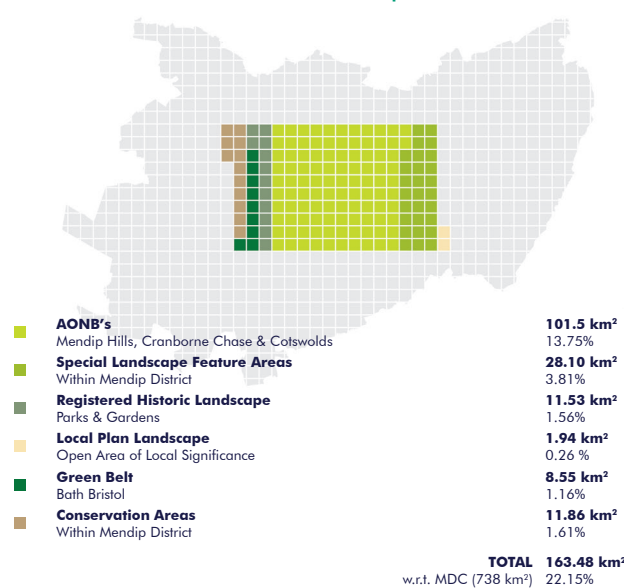 AONB's 101.5 km²
Mendip Hills, Cranborne Chase & Cotswolds 13.75%
Special Landscape Feature Areas 28.10 km²
Within Mendip District 3.81%
Registered Historic Landscape 11.53 km²
Parks & Gardens 1.56%
Local Plan Landscape 1.94 km²
Open Area of Local Significance 0.26 %
Green Belt 8.55 km²
Bath Bristol 1.16%
Conservation Areas 11.86 km²
Within Mendip District 1.61%
TOTAL 163.48 km²
w.r.t. MDC (738 km²) 22.15%